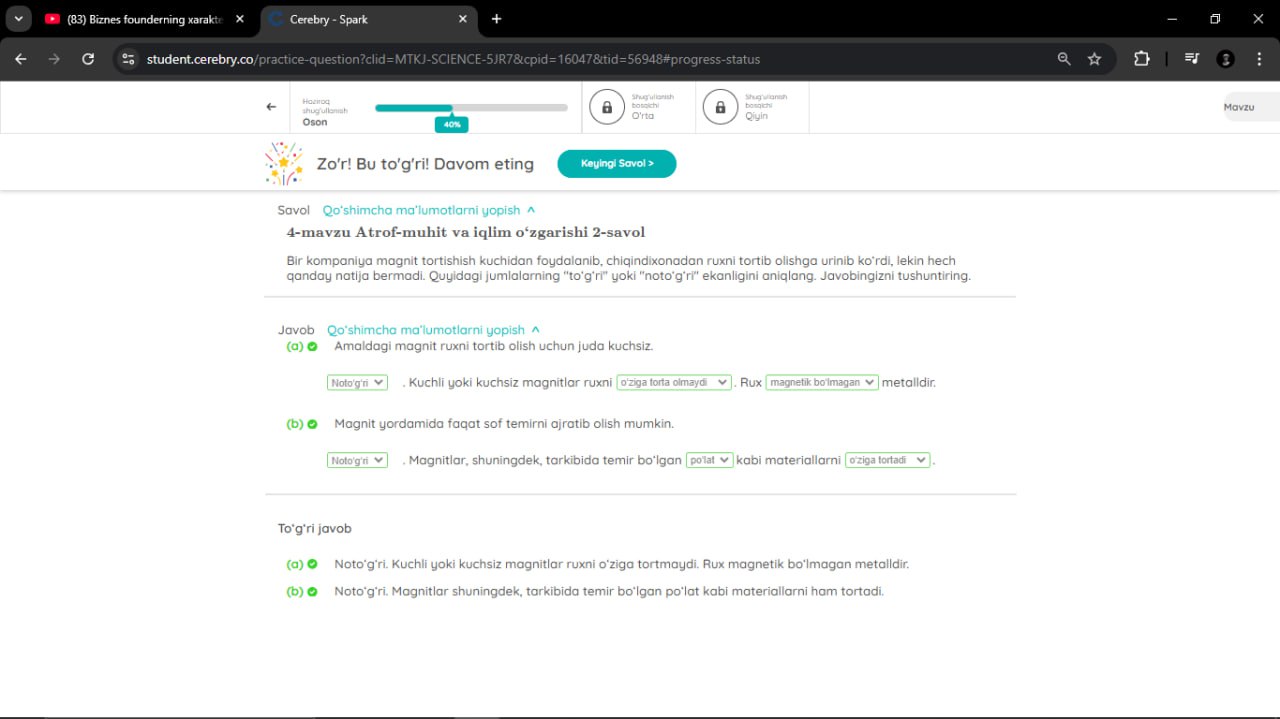 (83) Biznes founderning xarakte
Cerebry - Spark
student.cerebry.co/practice-question?clid=MTKJ-SCIENCE-5JR7&cpid=16047&tid=56948#progress-status
Hozirgi
shug'ullanish
Oson
40%
Shug'ullanish
bosqichi
O'rta
Shug'ullanish
bosqichi
Qiyin
Mavzu
Zo'r! Bu to'g'ri! Davom eting
Keyingi Savol >
Savol Qo'shimcha ma'lumotlarni yopish ^
4-mavzu Atrof-muhit va iqlim o'zgarishi 2-savol
Bir kompaniya magnit tortishish kuchidan foydalanib, chiqindixonadan ruxni tortib olishga urinib ko'rdi, lekin hech
qanday natija bermadi. Quyidagi jumlalarning "to'g'ri" yoki "noto'g'ri" ekanligini aniqlang. Javobingizni tushuntiring.
Javob Qo'shimcha ma'lumotlarni yopish ^
(a) Amaldagi magnit ruxni tortib olish uchun juda kuchsiz.
Noto'g'ri . Kuchli yoki kuchsiz magnitlar ruxni o'ziga torta olmaydi . Rux magnetik bo'lmagan metalldir.
(b) Magnit yordamida faqat sof temirni ajratib olish mumkin.
Noto'g'ri . Magnitlar, shuningdek, tarkibida temir bo'lgan po'lat kabi materiallarni o'ziga tortadi .
To'g'ri javob
(a) Noto'g'ri. Kuchli yoki kuchsiz magnitlar ruxni o'ziga tortmaydi. Rux magnetik bo'lmagan metalldir.
(b) Noto'g'ri. Magnitlar shuningdek, tarkibida temir bo'lgan po'lat kabi materiallarni ham tortadi.